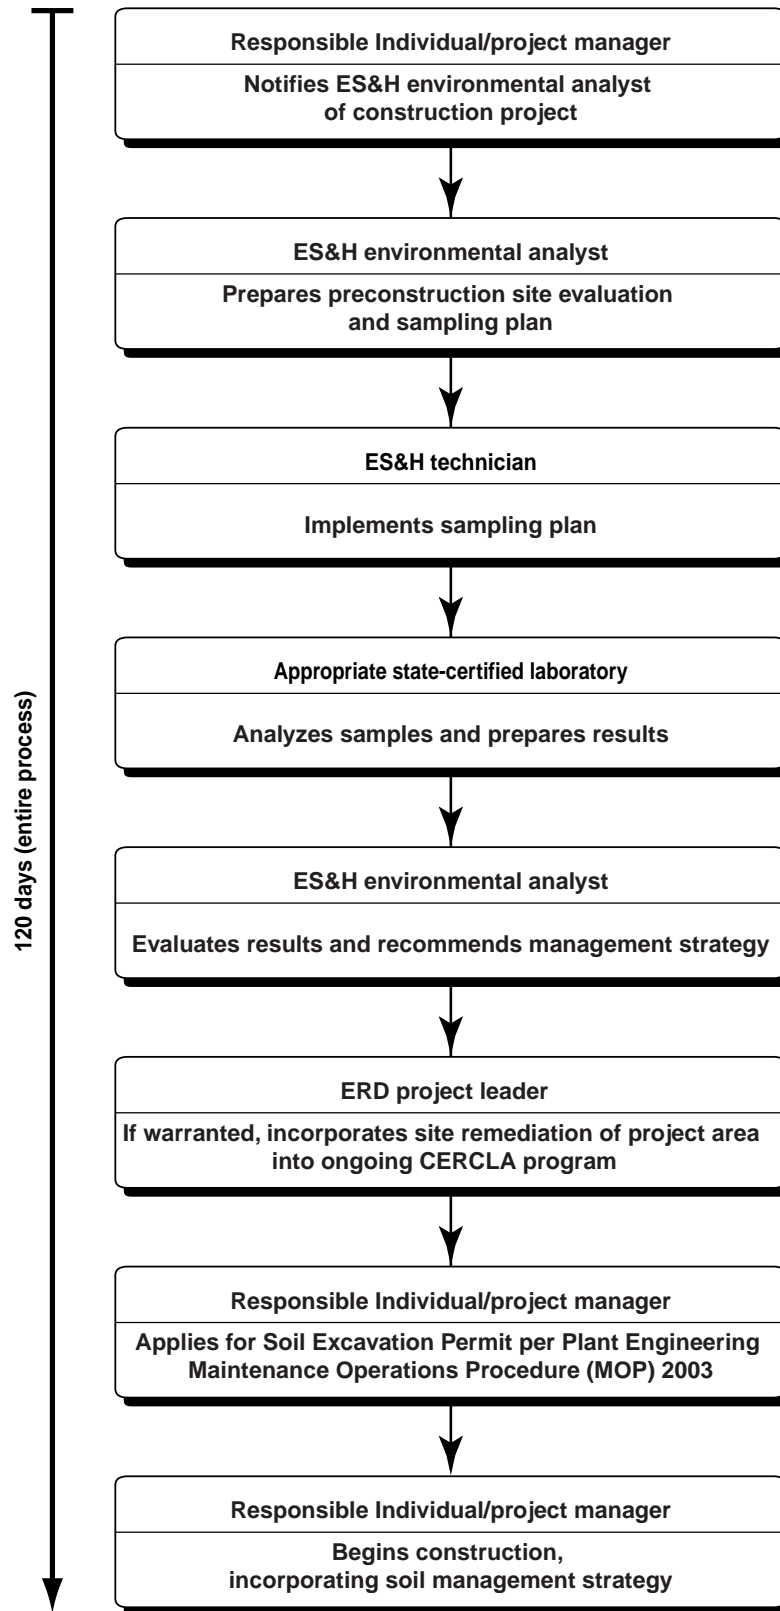 Responsible Individual/project manager
Notifies ES&H environmental analyst
of construction project
ES&H environmental analyst
Prepares preconstruction site evaluation
and sampling plan
ES&H technician
Implements sampling plan
Appropriate state-certified laboratory
Analyzes samples and prepares results
120 days (entire process)
ES&H environmental analyst
Evaluates results and recommends management strategy
ERD project leader
If warranted, incorporates site remediation of project area
into ongoing CERCLA program
Responsible Individual/project manager
Applies for Soil Excavation Permit per Plant Engineering
Maintenance Operations Procedure (MOP) 2003
Responsible Individual/project manager
Begins construction,
incorporating soil management strategy